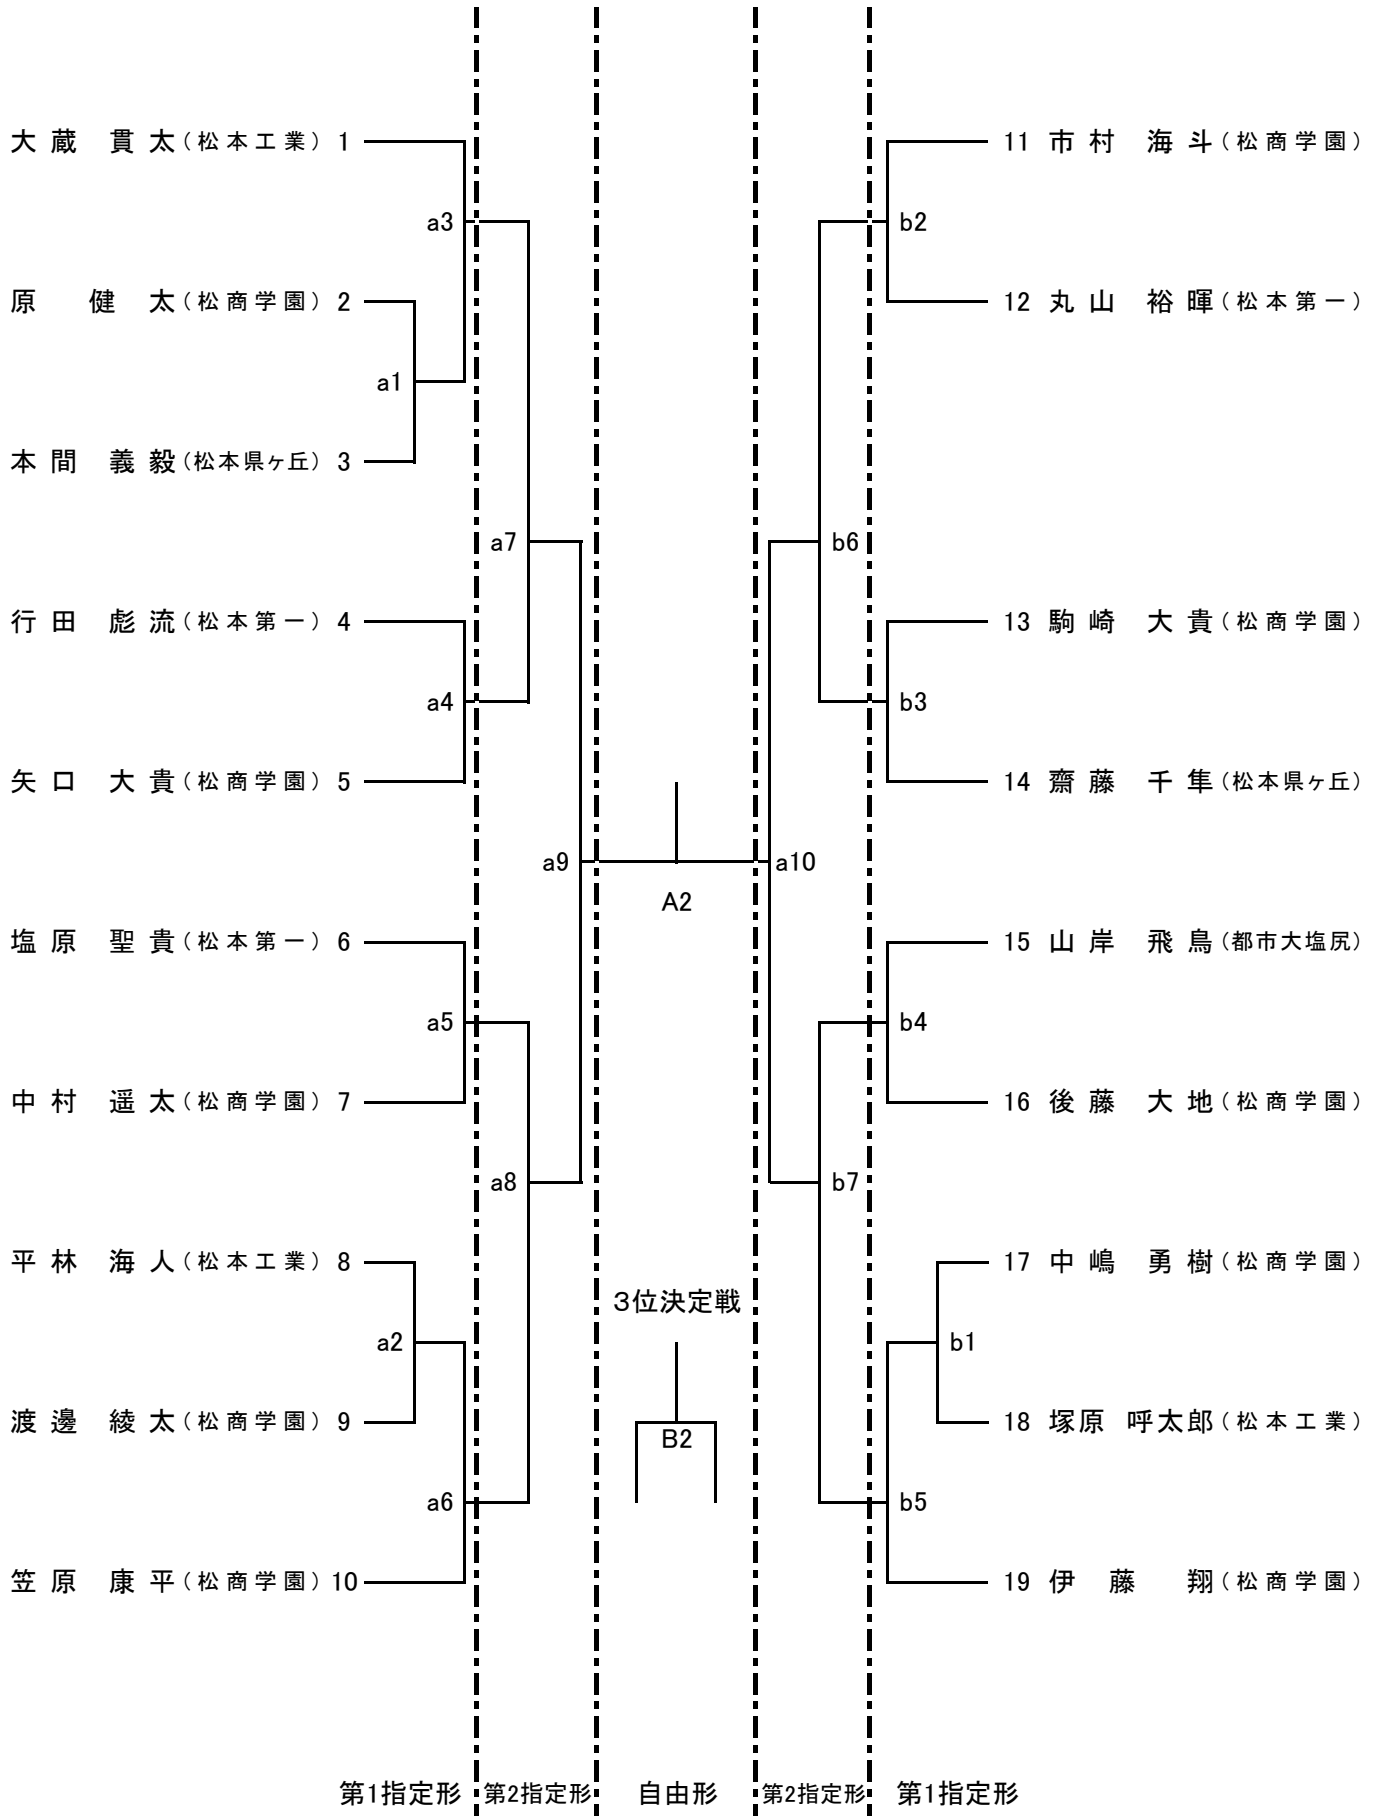 大蔵 貫太(松本工業) 1
a3
原 健太(松商学園) 2
a1
本間 義毅(松本県ヶ丘) 3
a7
行田 彪流(松本第一) 4
a4
矢口 大貴(松商学園) 5
a9
塩原 聖貴(松本第一) 6
a5
中村 遥太(松商学園) 7
a8
平林 海人(松本工業) 8
a2
渡邊 綾太(松商学園) 9
a6
笠原 康平(松商学園) 10
A2
3位決定戦
B2
11 市村 海斗(松商学園)
b2
12 丸山 裕暉(松本第一)
b6
13 駒崎 大貴(松商学園)
b3
14 齋藤 千隼(松本県ヶ丘)
a10
15 山岸 飛鳥(都市大塩尻)
b4
16 後藤 大地(松商学園)
b7
17 中嶋 勇樹(松商学園)
b1
18 塚原 呼太郎(松本工業)
b5
19 伊藤 翔(松商学園)
第1指定形 第2指定形 自由形 第2指定形 第1指定形